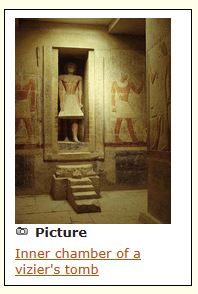 Picture
Inner chamber of a
vizier's tomb